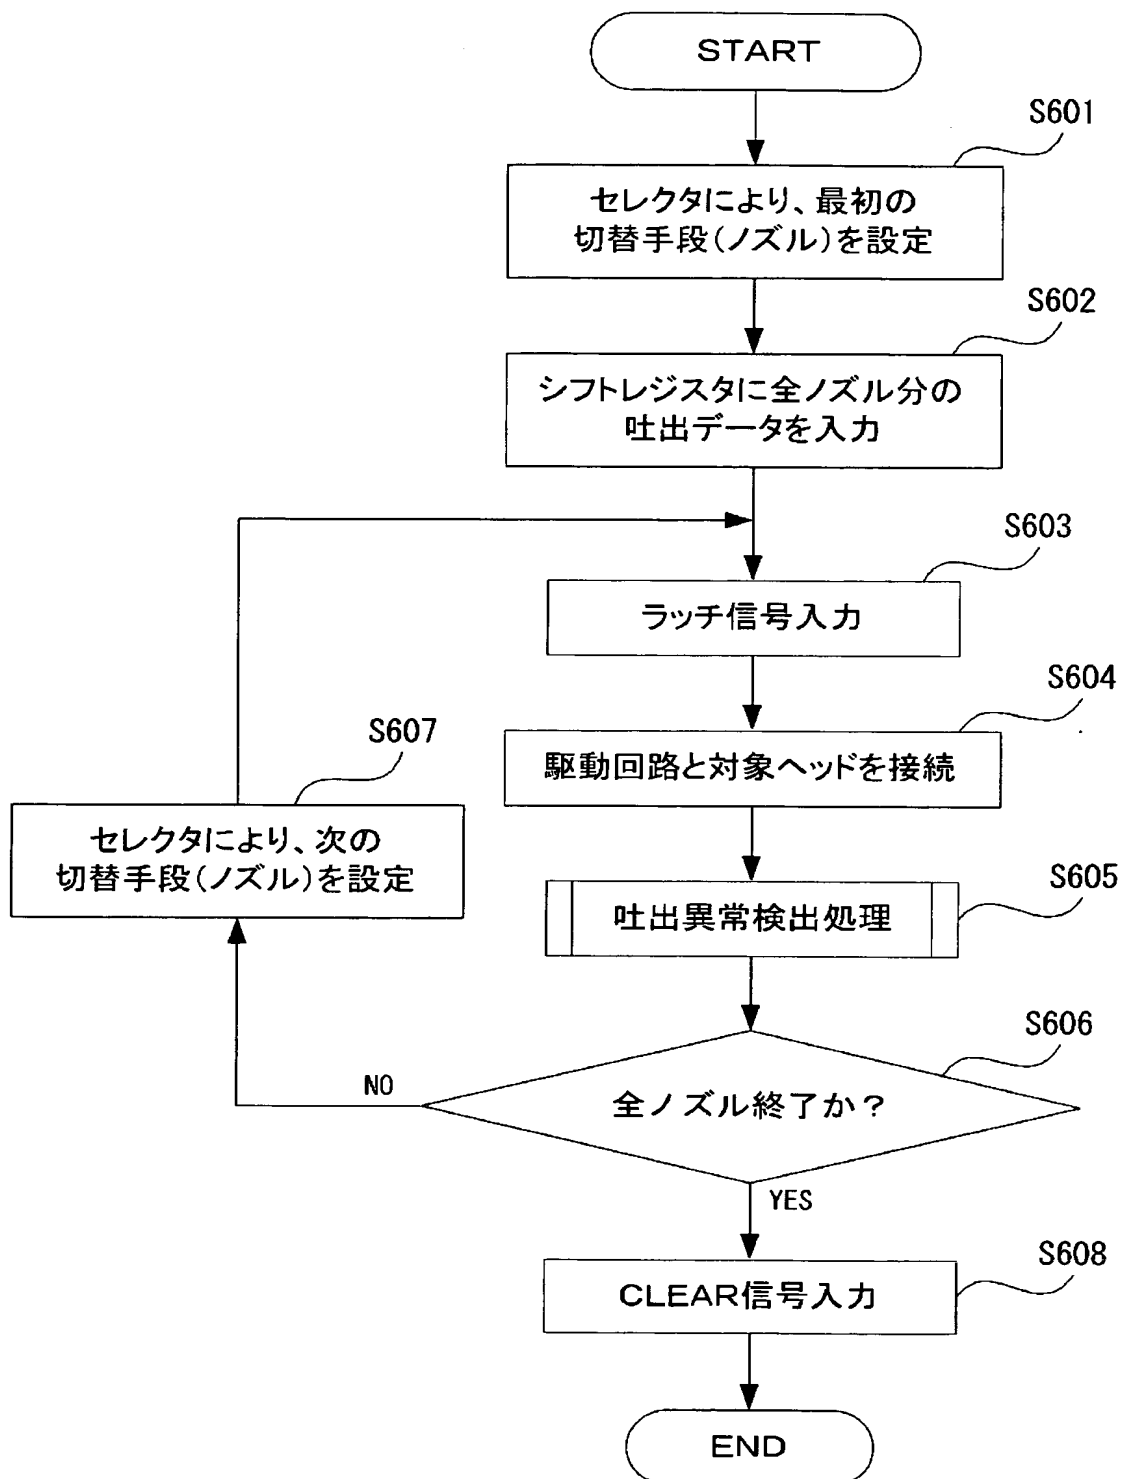 START
S601
セレクタにより、最初の
切替手段(ノズル)を設定
S602
シフトレジスタに全ノズル分の
吐出データを入力
S603
ラッチ信号入力
S604
駆動回路と対象ヘッドを接続
S607
セレクタにより、次の
切替手段(ノズル)を設定
S605
吐出異常検出処理
S606
全ノズル終了か?
NO
YES
S608
CLEAR信号入力
END